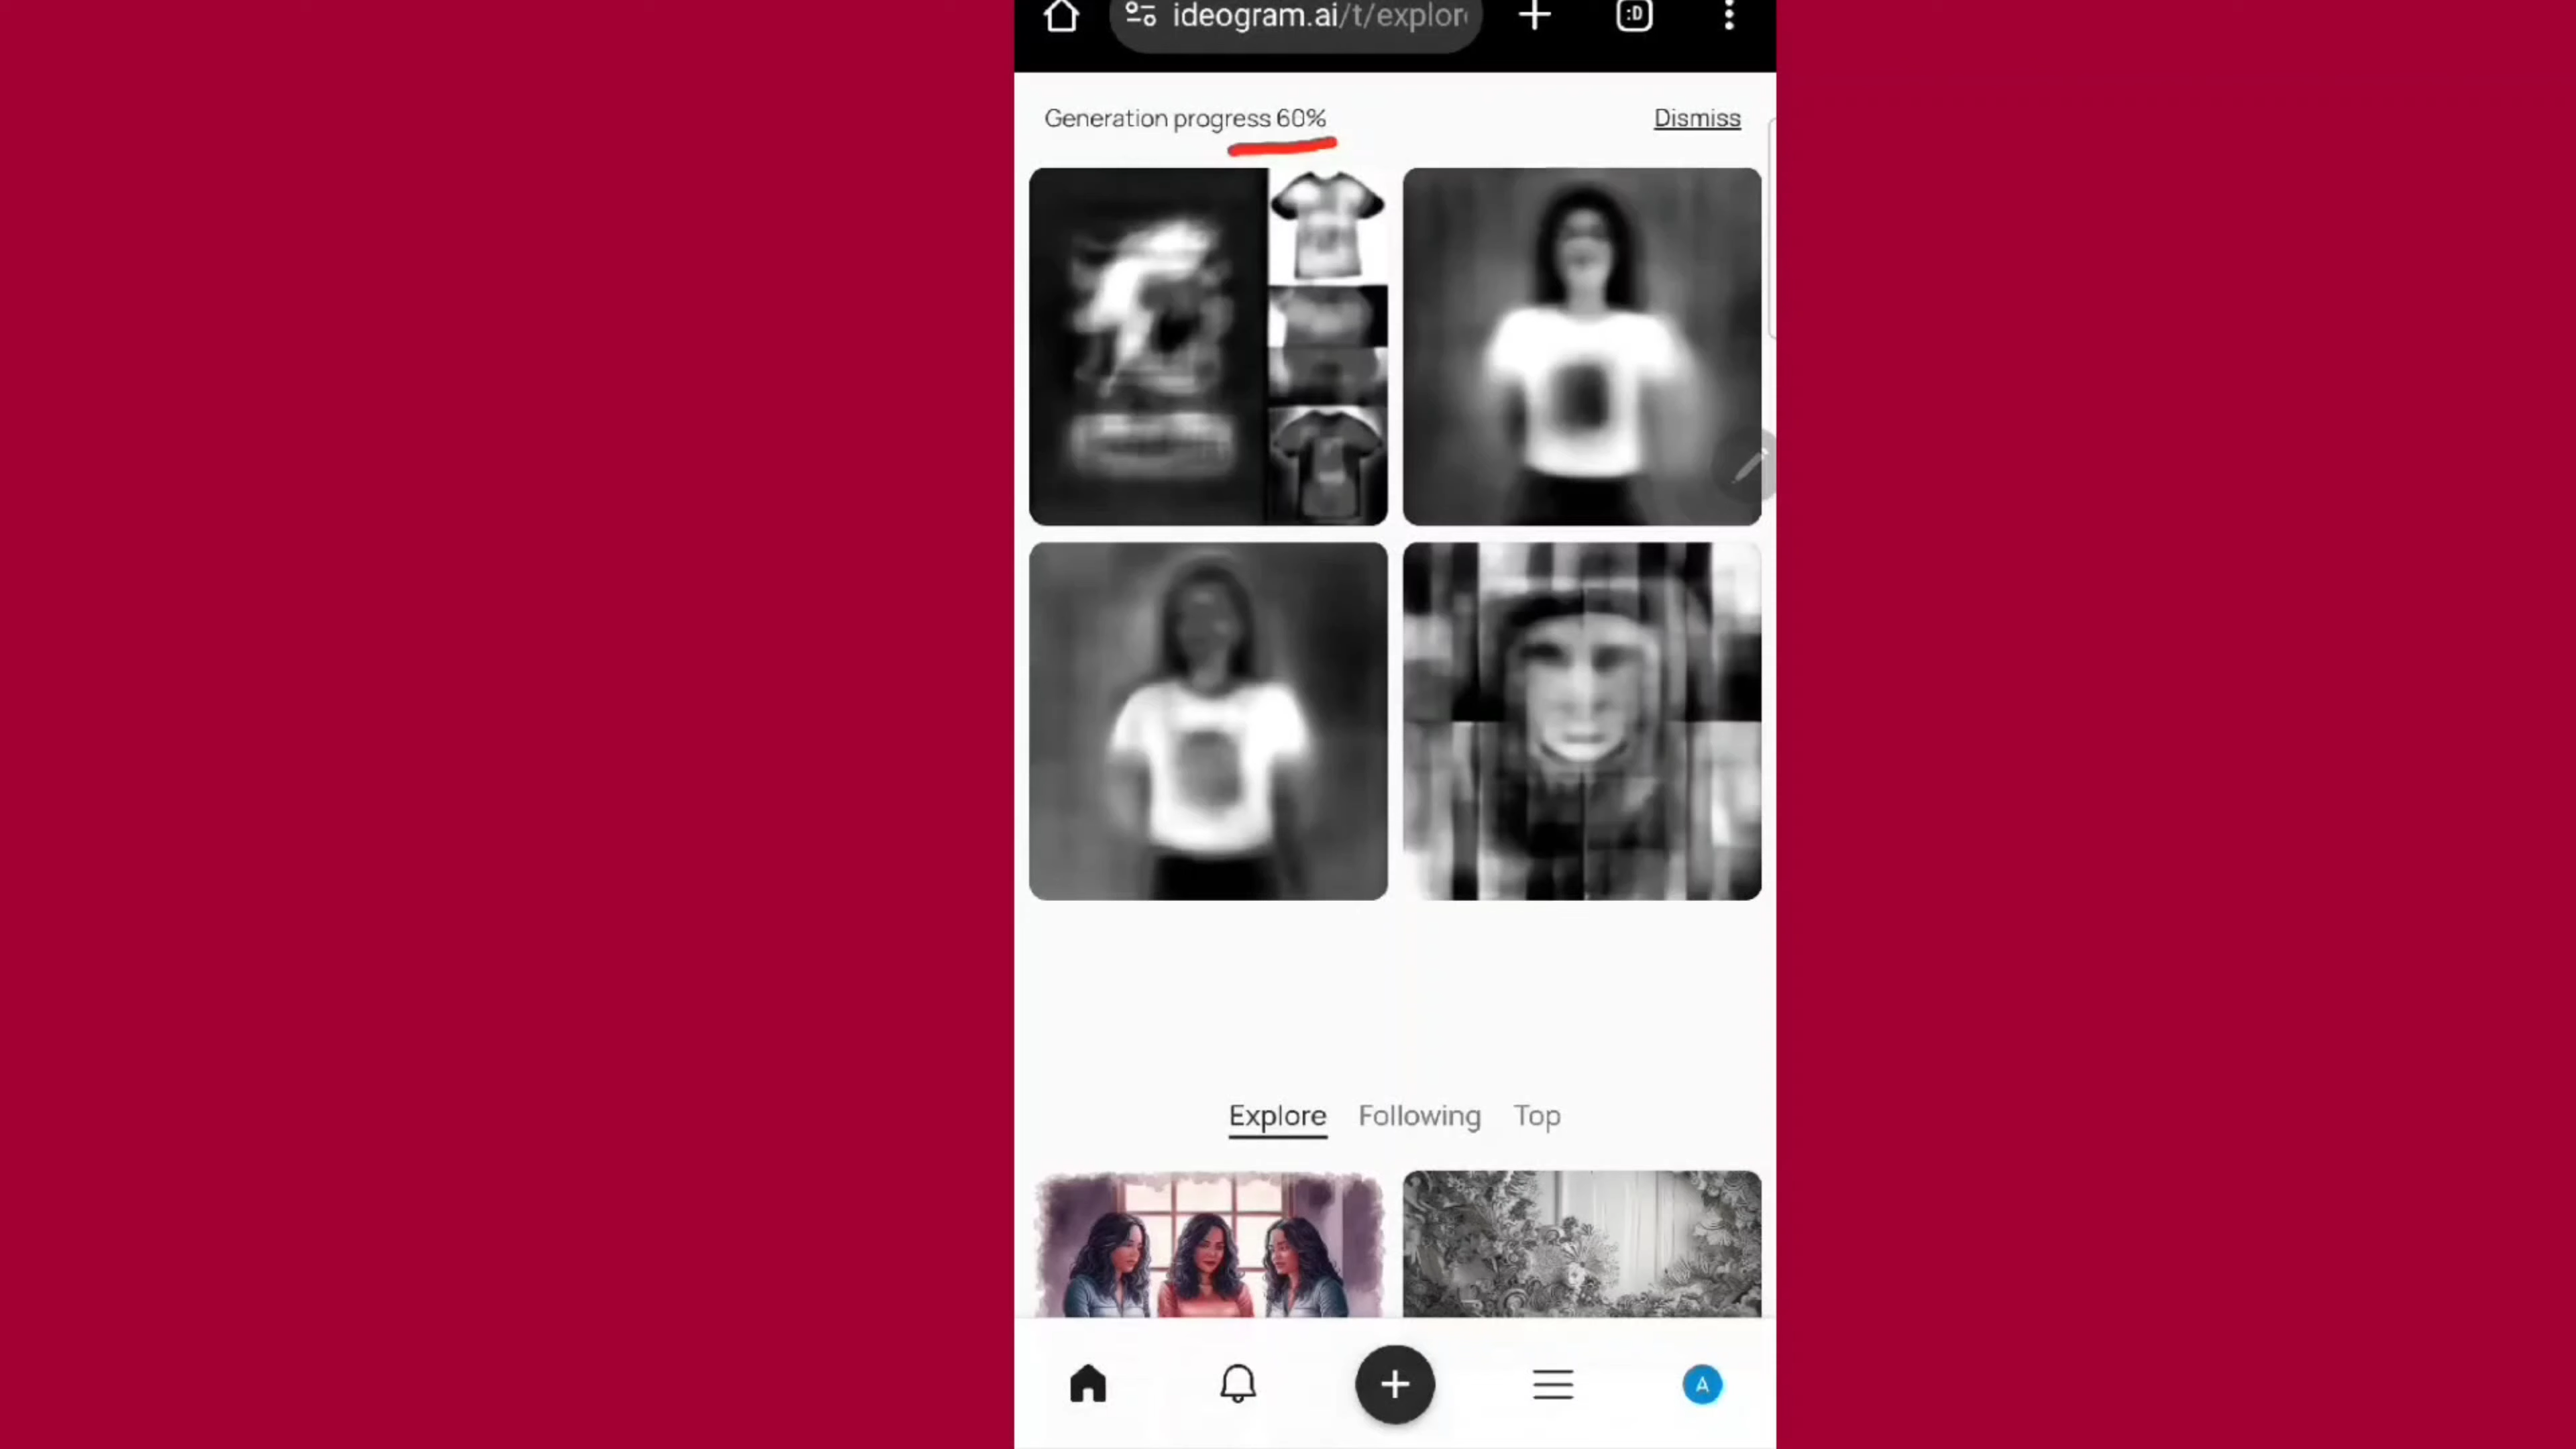 ideogram.ai/t/explor
:D
Generation progress 60%
Dismiss
Explore Following Top
A